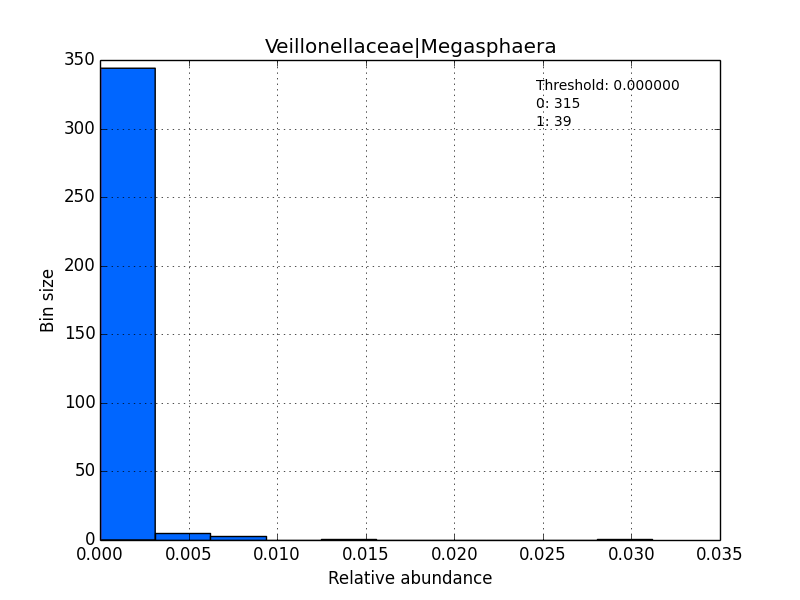 Veillonellaceae|Megasphaera
Threshold: 0.000000
0: 315
1: 39
350
300
250
200
150
100
50
0
Bin size
0.000 0.005 0.010 0.015 0.020 0.025 0.030 0.035
Relative abundance